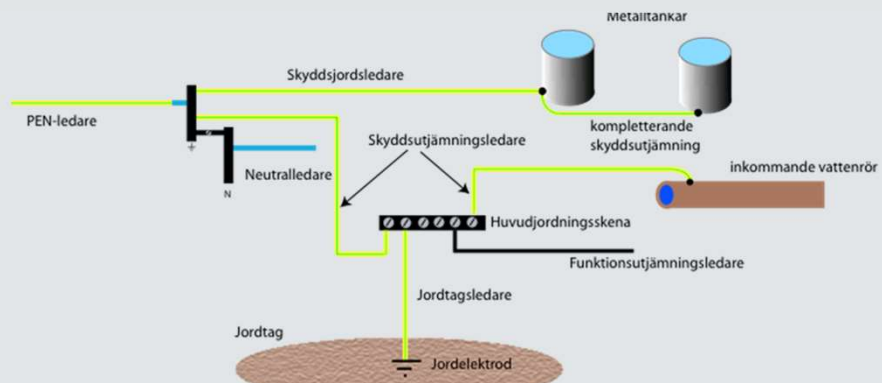 Metalltankar
Skyddsjordsledare
PEN-ledare
kompletterande
skyddsutjämning
Skyddsutjämningsledare
Neutralledare
N
inkommande vattenrör
Huvudjordningsskena
Funktionsutjämningsledare
Jordtagsledare
Jordtag
Jordelektrod